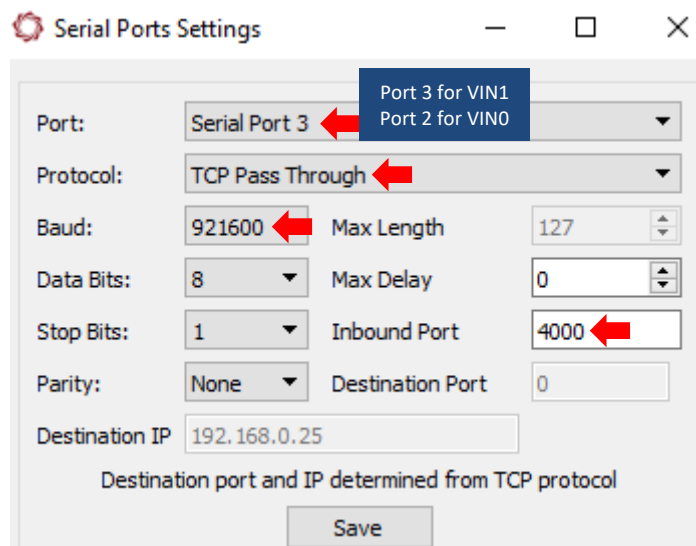 Serial Ports Settings
Port 3 for VIN1
Port 2 for VIN0
Port: Serial Port 3
Protocol: TCP Pass Through
Baud: 921600 Max Length 127
Data Bits: 8 Max Delay 0
Stop Bits: 1 Inbound Port 4000
Parity: None Destination Port 0
Destination IP 192.168.0.25
Destination port and IP determined from TCP protocol
Save